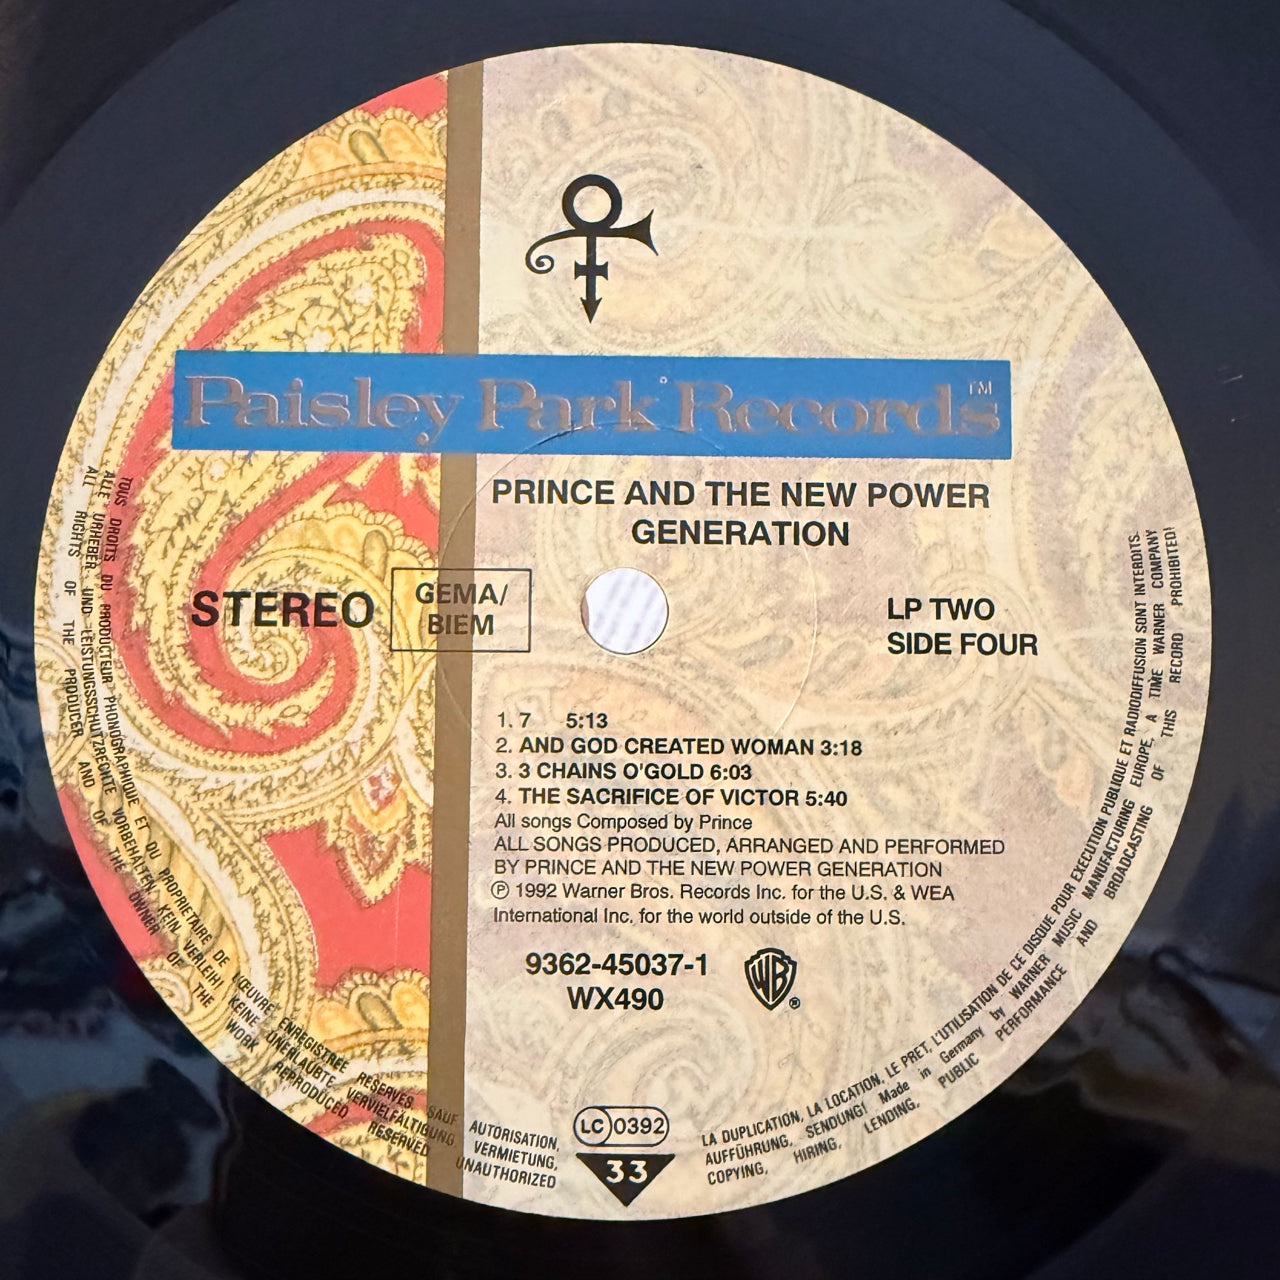 Paisley Park Records™
PRINCE AND THE NEW POWER
GENERATION
STEREO
GEMA/
BIEM
LP TWO
SIDE FOUR
1. 7 5:13
2. AND GOD CREATED WOMAN 3:18
3. 3 CHAINS O'GOLD 6:03
4. THE SACRIFICE OF VICTOR 5:40
All songs Composed by Prince
ALL SONGS PRODUCED, ARRANGED AND PERFORMED
BY PRINCE AND THE NEW POWER GENERATION
℗ 1992 Warner Bros. Records Inc. for the U.S. & WEA
International Inc. for the world outside of the U.S.
9362-45037-1
WX490
WB®
LC 0392
33
TOUS DROITS DU PRODUCTEUR PHONOGRAPHIQUE ET DU PROPRIETAIRE DE L'ŒUVRE ENREGISTREE RESERVES SAUF AUTORISATION, LA DUPLICATION, LA LOCATION, LE PRET, L'UTILISATION DE CE DISQUE POUR EXECUTION PUBLIQUE ET RADIODIFFUSION SONT INTERDITS.
ALLE URHEBER UND LEISTUNGSSCHUTZRECHTE VORBEHALTEN. KEIN VERLEIH! KEINE UNERLAUBTE VERVIELFÄLTIGUNG VERMIETUNG, AUFFÜHRUNG, SENDUNG! Made in Germany by WARNER MUSIC MANUFACTURING EUROPE, A TIME WARNER COMPANY
ALL RIGHTS OF THE PRODUCER AND OF THE OWNER OF THE WORK REPRODUCED RESERVED UNAUTHORIZED COPYING, HIRING, LENDING, PUBLIC PERFORMANCE AND BROADCASTING OF THIS RECORD PROHIBITED!